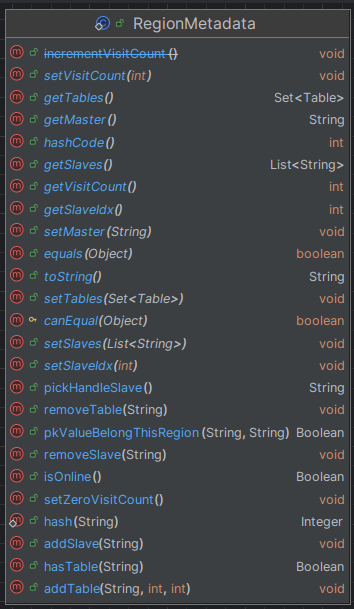 RegionMetadata
incrementVisitCount () void
setVisitCount(int) void
getTables() Set<Table>
getMaster() String
hashCode() int
getSlaves() List<String>
getVisitCount() int
getSlaveIdx() int
setMaster(String) void
equals(Object) boolean
toString() String
setTables(Set<Table>) void
canEqual(Object) boolean
setSlaves(List<String>) void
setSlaveIdx(int) void
pickHandleSlave() String
removeTable(String) void
pkValueBelongThisRegion(String, String) Boolean
removeSlave(String) void
isOnline() Boolean
setZeroVisitCount() void
hash(String) Integer
addSlave(String) void
hasTable(String) Boolean
addTable(String, int, int) void